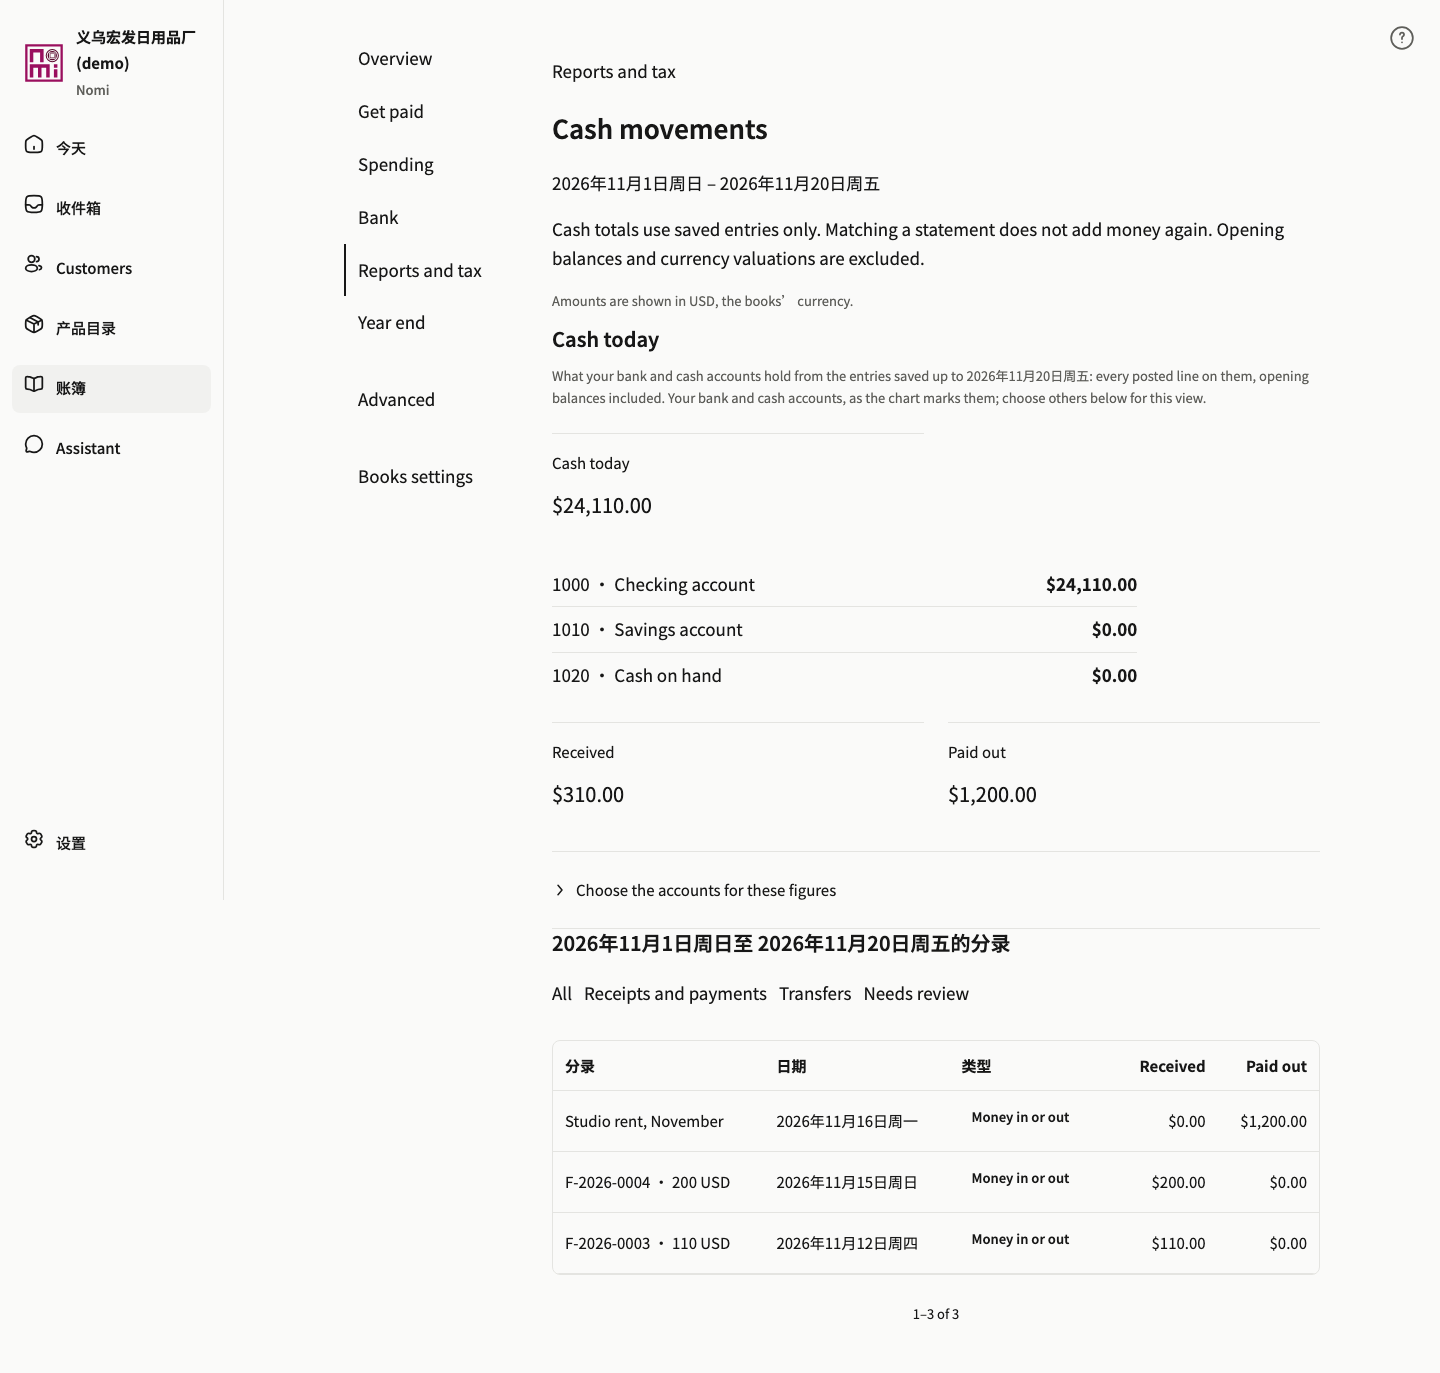 义乌宏发日用品厂
(demo)
Nomi
今天
收件箱
Customers
产品目录
账簿
Assistant
设置
Overview
Get paid
Spending
Bank
Reports and tax
Year end
Advanced
Books settings
Reports and tax
Cash movements
2026年11月1日周日 – 2026年11月20日周五
Cash totals use saved entries only. Matching a statement does not add money again. Opening
balances and currency valuations are excluded.
Amounts are shown in USD, the books’ currency.
Cash today
What your bank and cash accounts hold from the entries saved up to 2026年11月20日周五: every posted line on them, opening
balances included. Your bank and cash accounts, as the chart marks them; choose others below for this view.
Cash today
$24,110.00
1000 · Checking account $24,110.00
1010 · Savings account $0.00
1020 · Cash on hand $0.00
Received Paid out
$310.00 $1,200.00
Choose the accounts for these figures
2026年11月1日周日至 2026年11月20日周五的分录
All Receipts and payments Transfers Needs review
分录 日期 类型 Received Paid out
Studio rent, November 2026年11月16日周一 Money in or out $0.00 $1,200.00
F-2026-0004 · 200 USD 2026年11月15日周日 Money in or out $200.00 $0.00
F-2026-0003 · 110 USD 2026年11月12日周四 Money in or out $110.00 $0.00
1–3 of 3